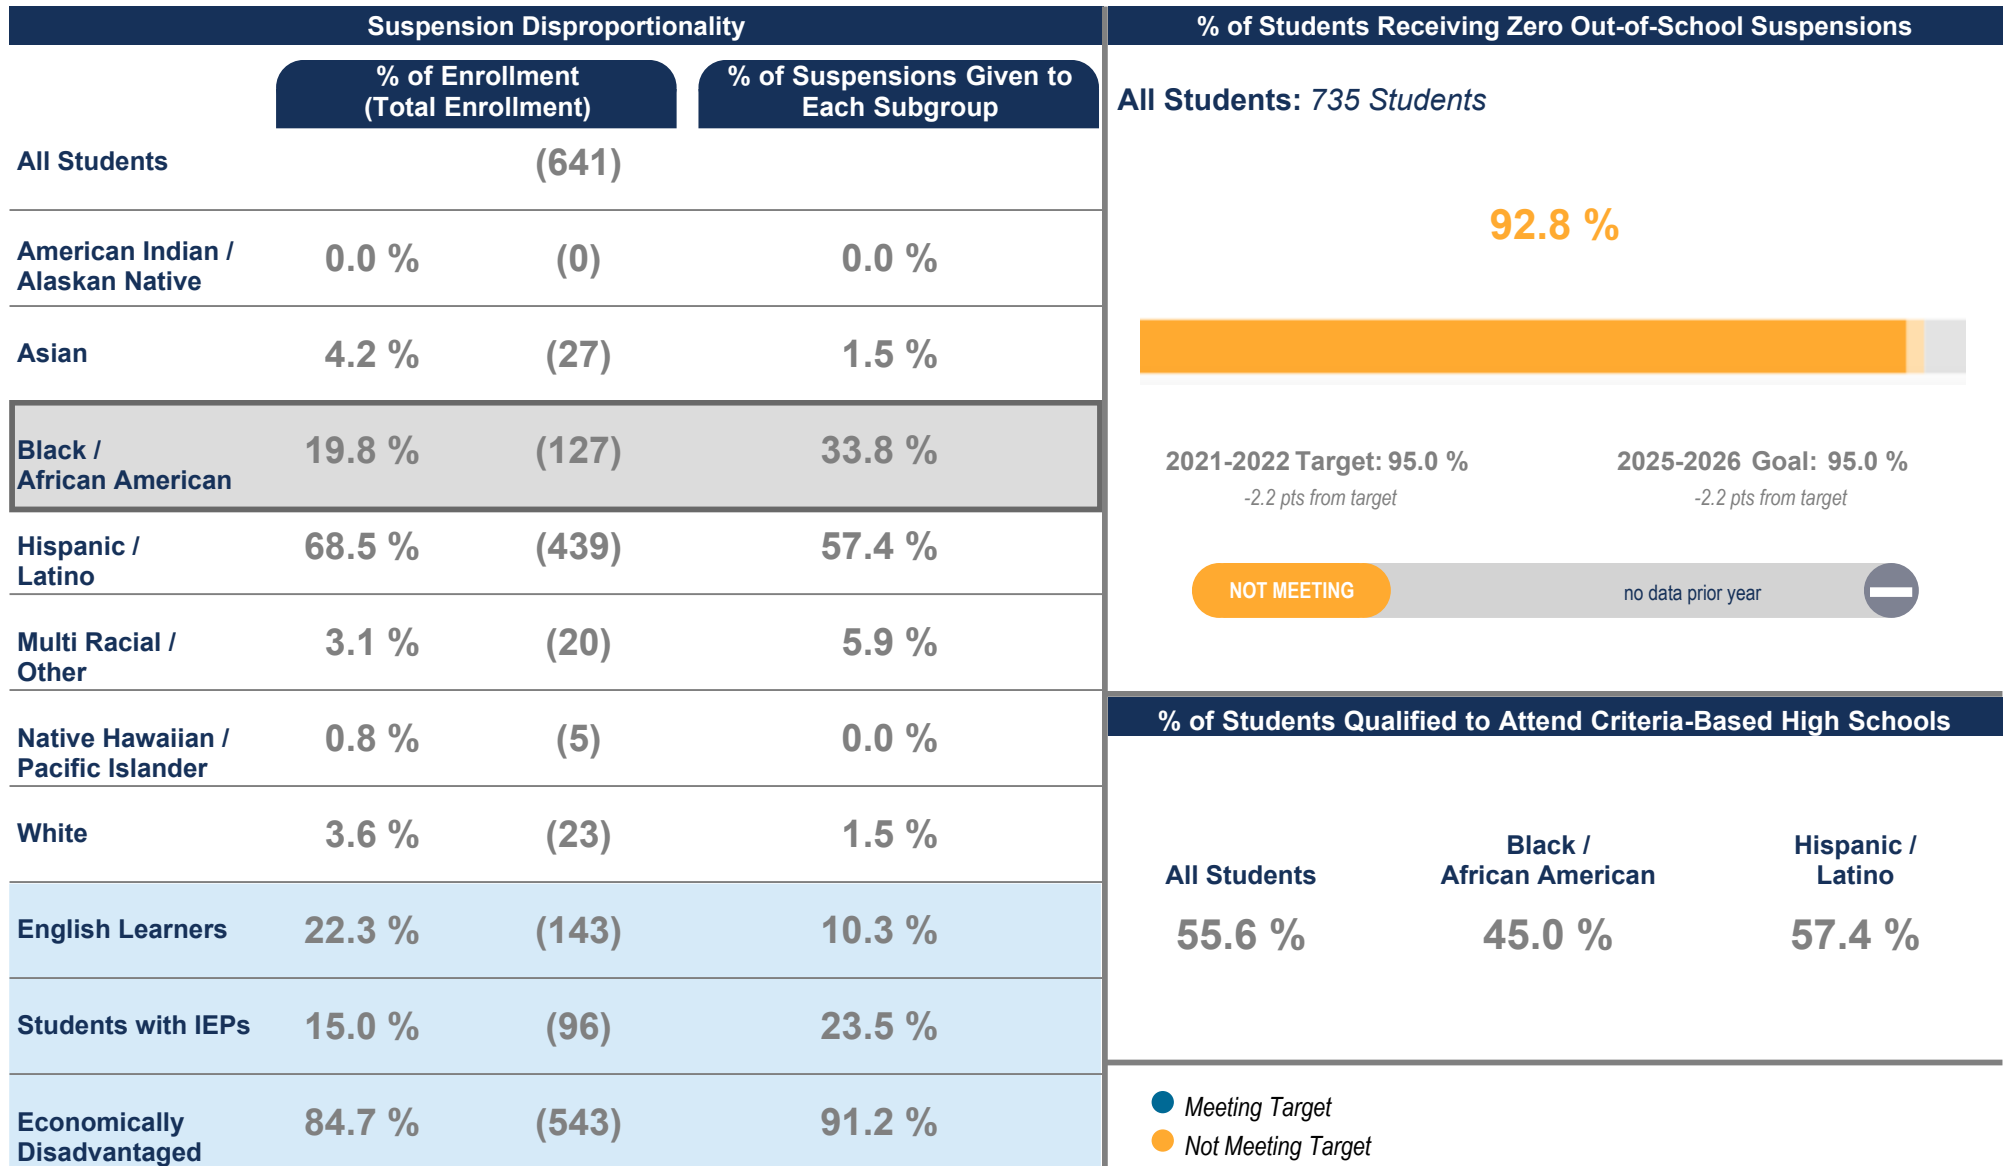 Suspension Disproportionality
% of Enrollment
(Total Enrollment)
% of Suspensions Given to
Each Subgroup
All Students (641)
American Indian /
Alaskan Native
0.0 % (0) 0.0 %
Asian 4.2 % (27) 1.5 %
Black /
African American
19.8 % (127) 33.8 %
Hispanic /
Latino
68.5 % (439) 57.4 %
Multi Racial /
Other
3.1 % (20) 5.9 %
Native Hawaiian /
Pacific Islander
0.8 % (5) 0.0 %
White 3.6 % (23) 1.5 %
English Learners 22.3 % (143) 10.3 %
Students with IEPs 15.0 % (96) 23.5 %
Economically
Disadvantaged
84.7 % (543) 91.2 %
% of Students Receiving Zero Out-of-School Suspensions
All Students: 735 Students
92.8 %
2021-2022 Target: 95.0 %
-2.2 pts from target
2025-2026 Goal: 95.0 %
-2.2 pts from target
NOT MEETING
no data prior year
% of Students Qualified to Attend Criteria-Based High Schools
All Students
55.6 %
Black /
African American
45.0 %
Hispanic /
Latino
57.4 %
Meeting Target
Not Meeting Target